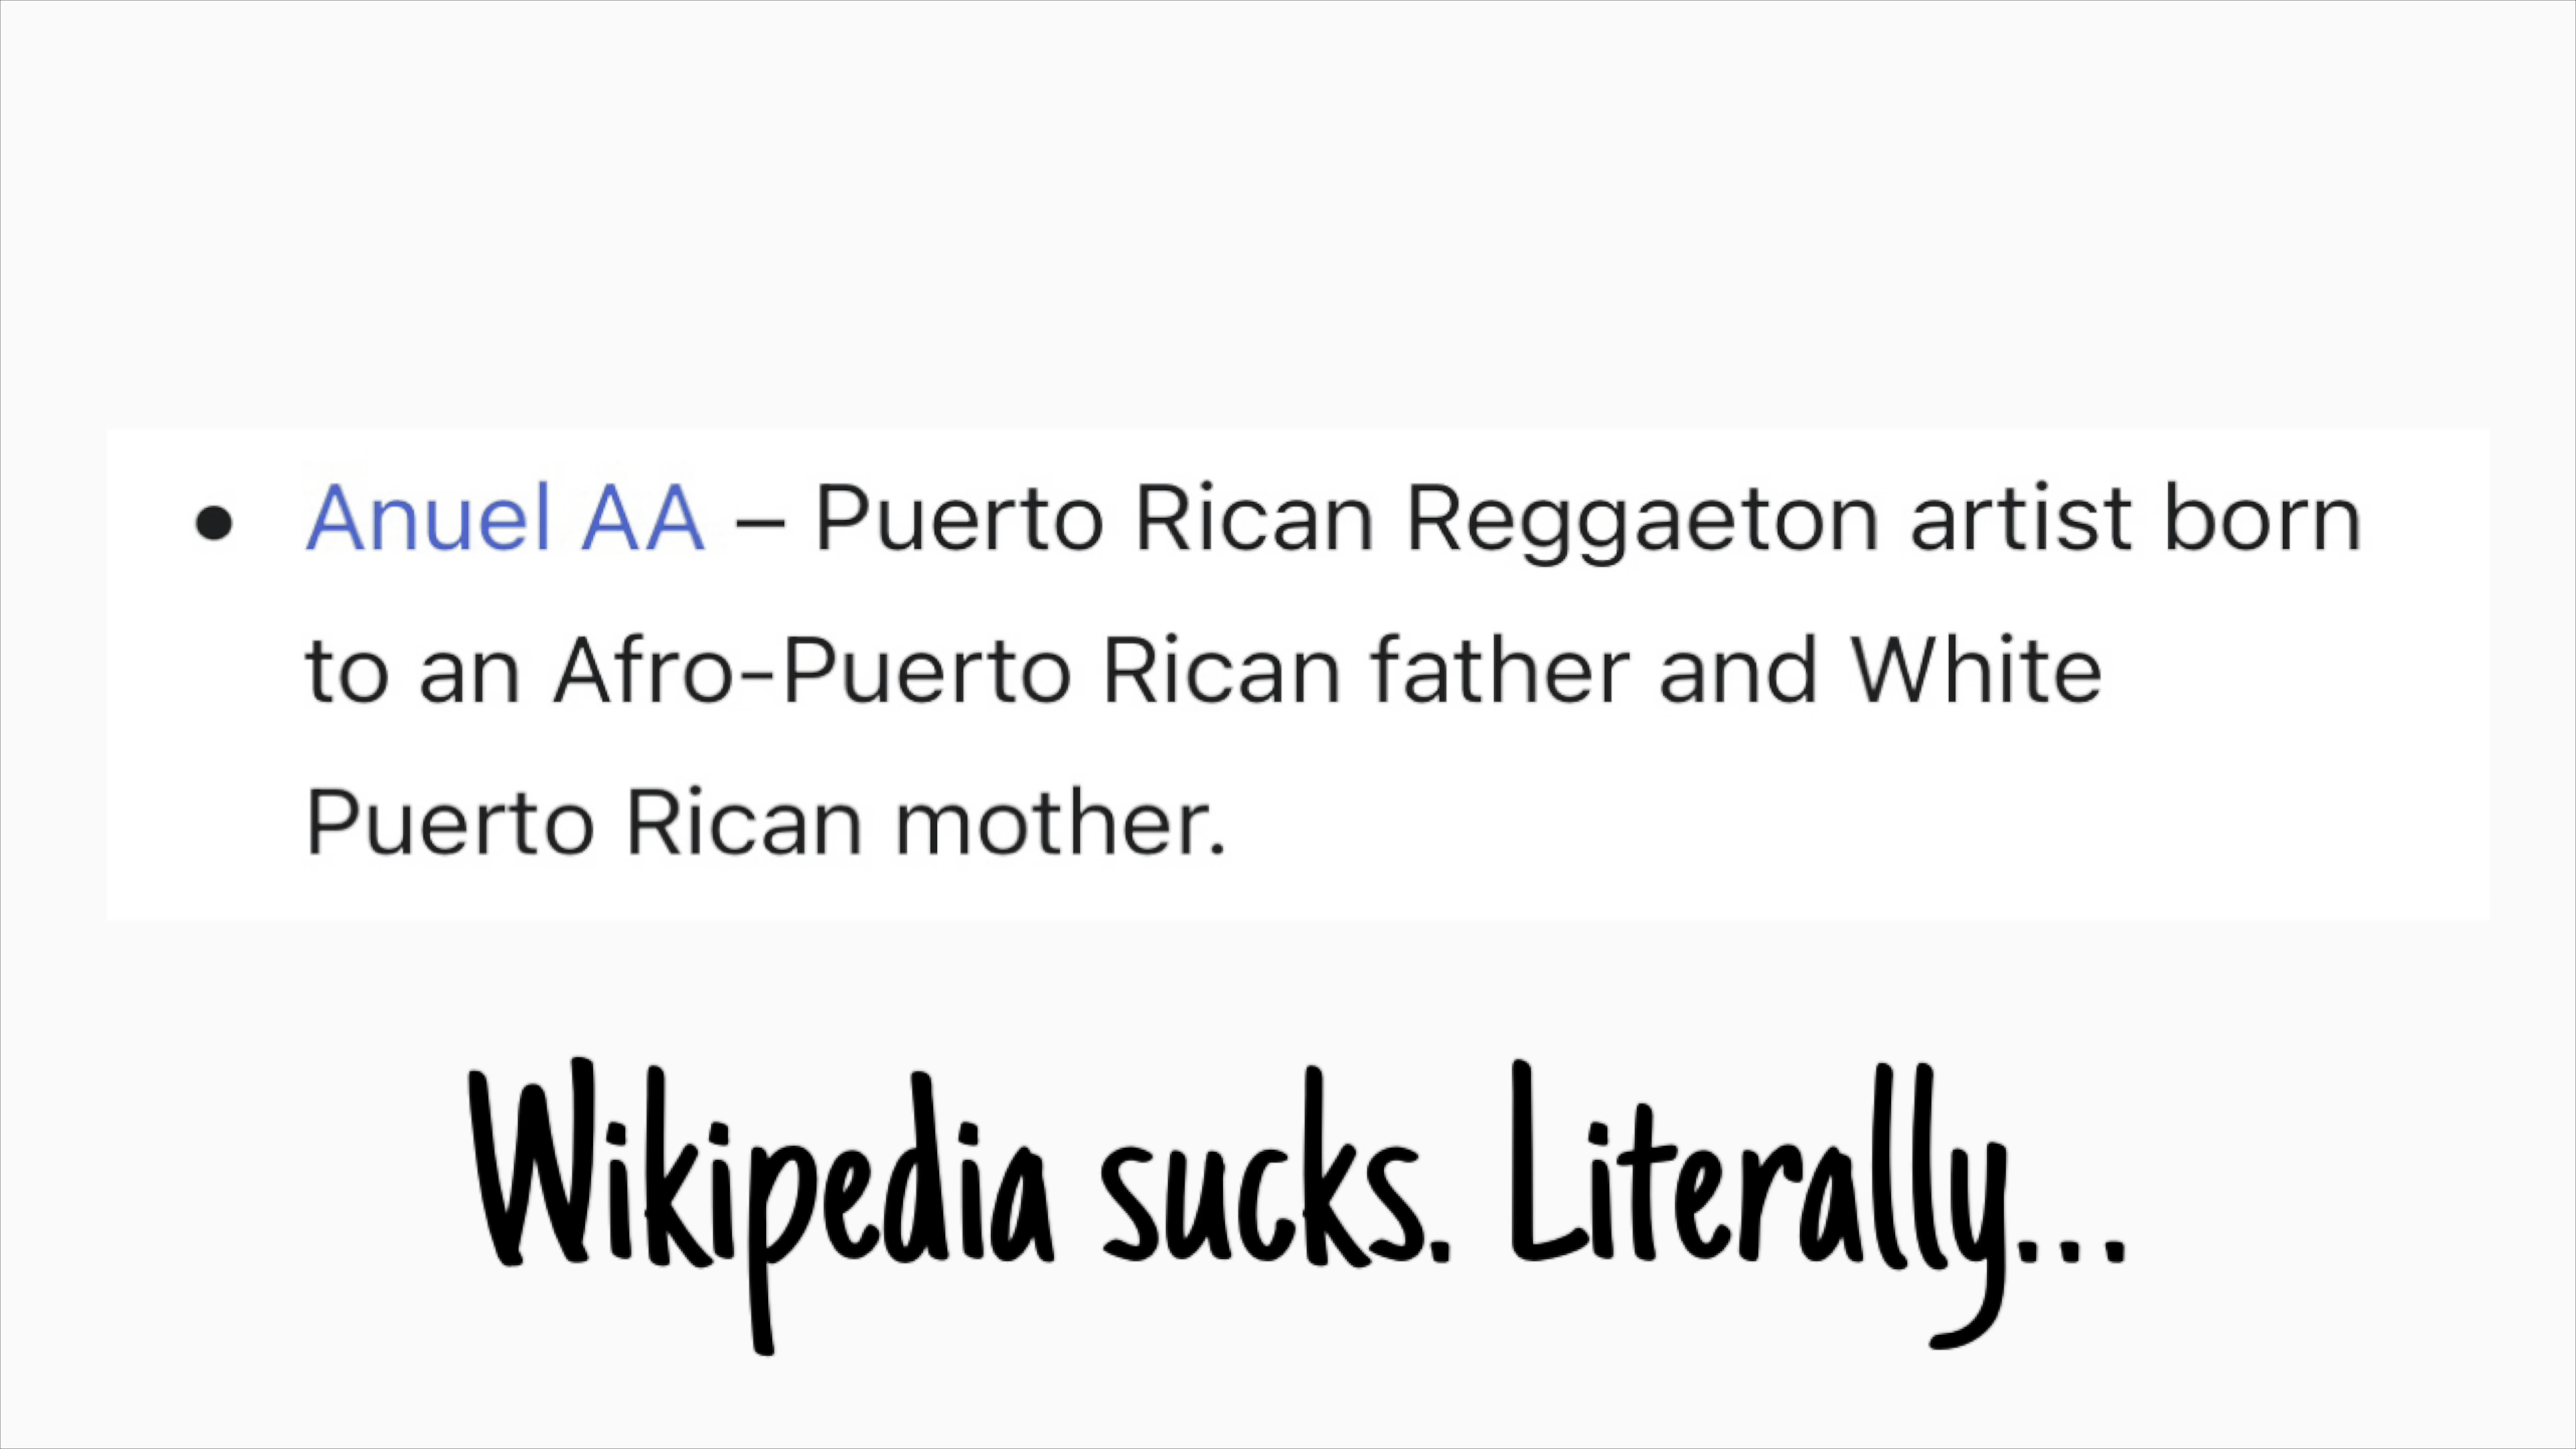 • Anuel AA – Puerto Rican Reggaeton artist born
to an Afro-Puerto Rican father and White
Puerto Rican mother.
Wikipedia sucks. Literally...